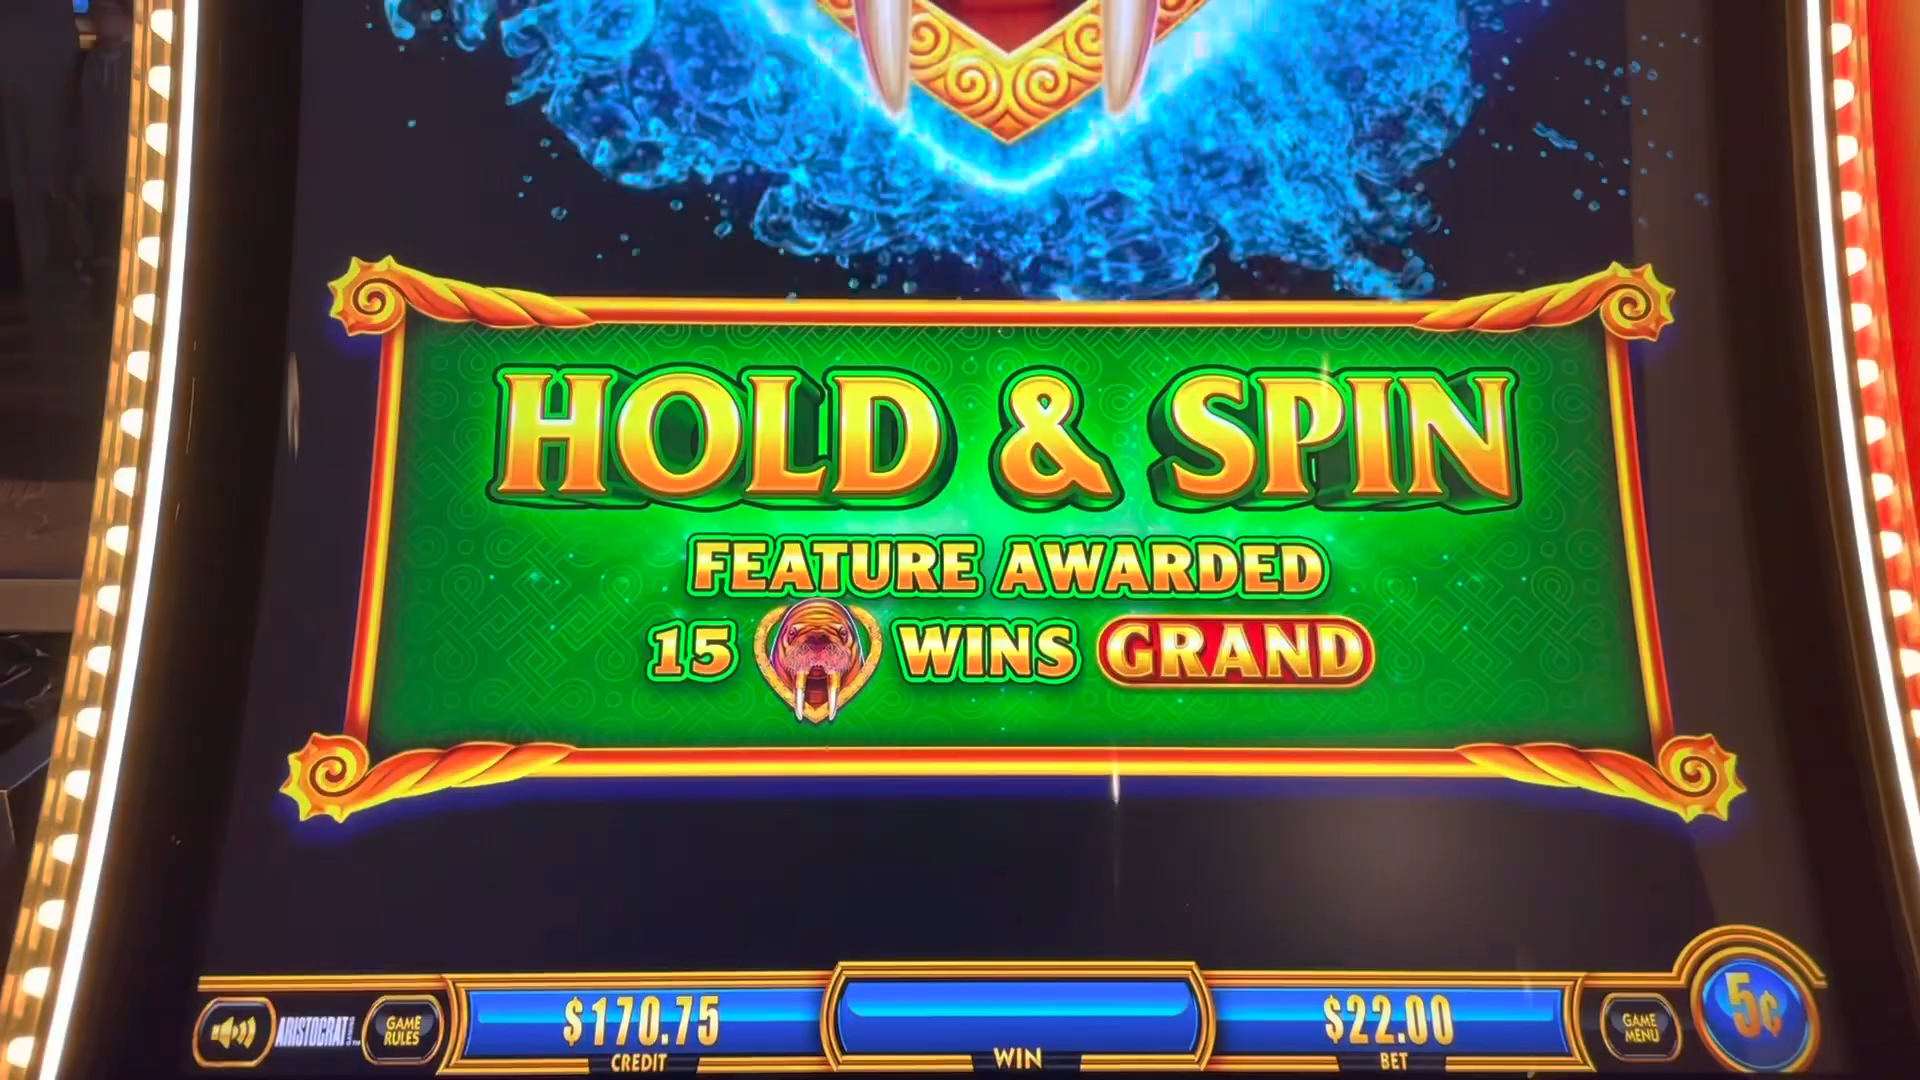 HOLD & SPIN
FEATURE AWARDED
15 WINS GRAND
ARISTOCRAT
GAME RULES
$170.75
CREDIT
WIN
$22.00
BET
GAME MENU
5¢